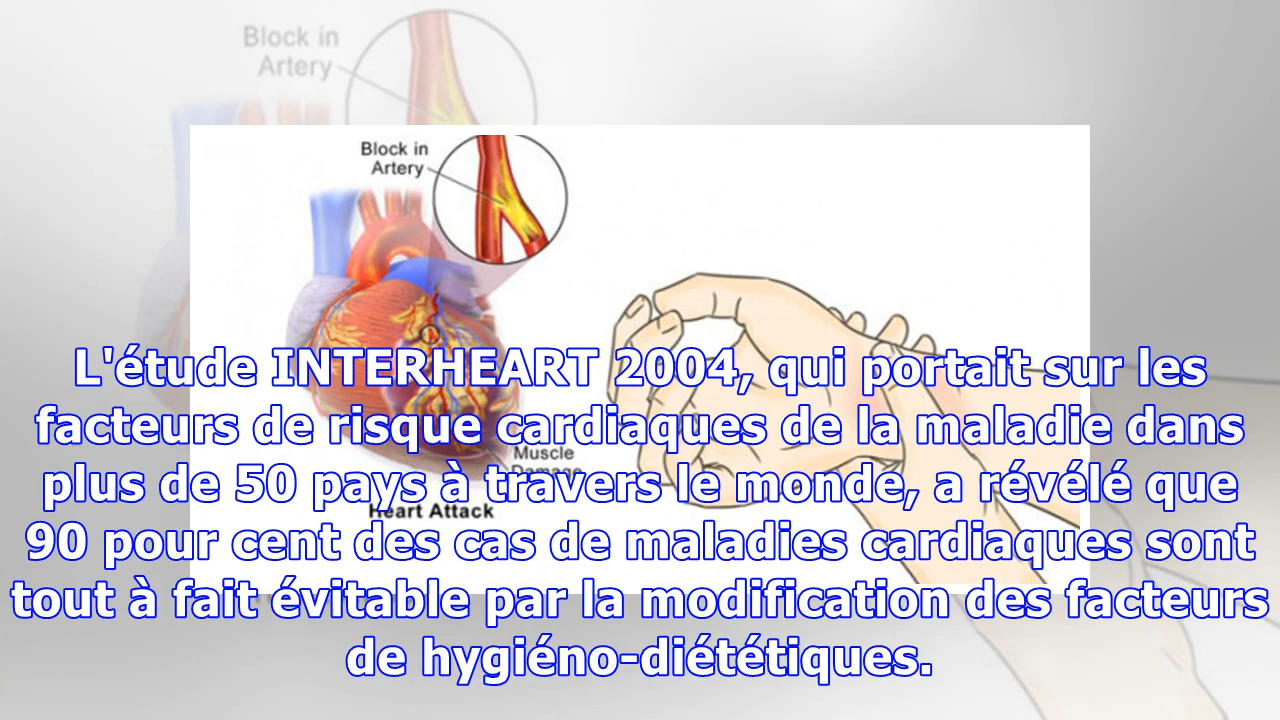 Block in
Artery
Block in
Artery
L'étude INTERHEART 2004, qui portait sur les
facteurs de risque cardiaques de la maladie dans
Muscle
Damage
plus de 50 pays à travers le monde, a révélé que
Heart Attack
90 pour cent des cas de maladies cardiaques sont
tout à fait évitable par la modification des facteurs
de hygiéno-diététiques.